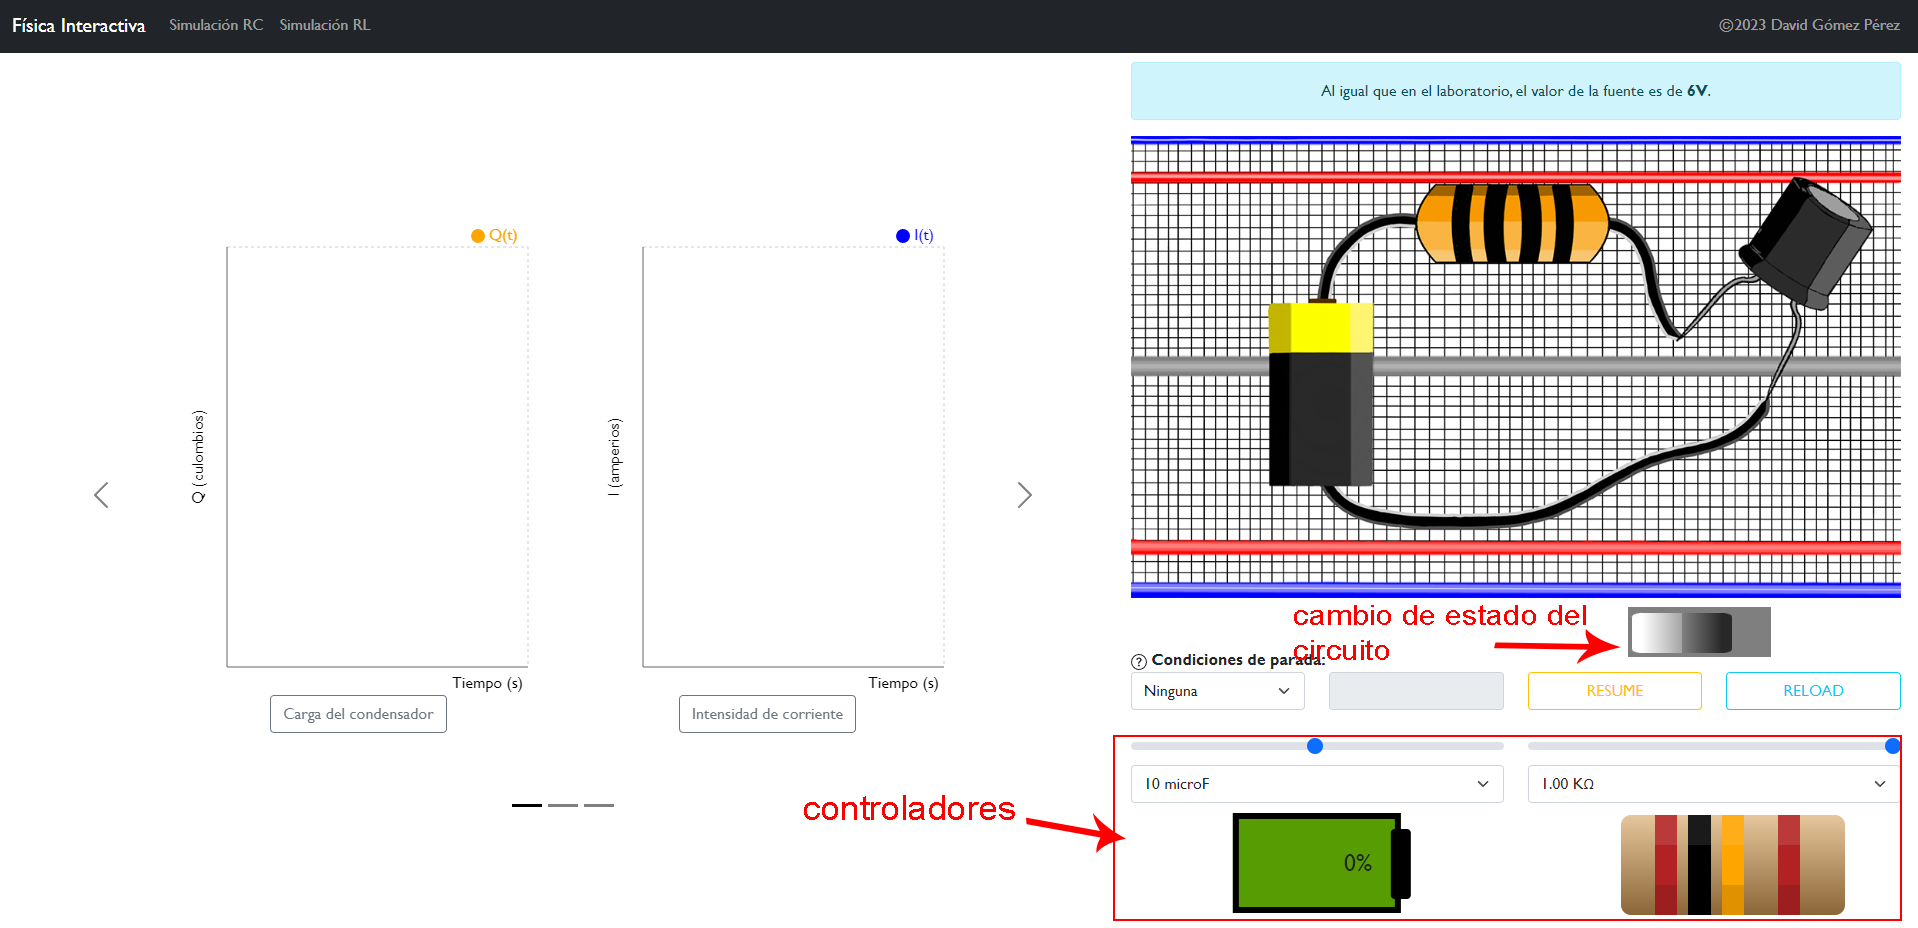 Física Interactiva Simulación RC Simulación RL ©2023 David Gómez Pérez
Al igual que en el laboratorio, el valor de la fuente es de 6V.
Q(t)
Q (culombios)
Tiempo (s)
Carga del condensador
I(t)
I (amperios)
Tiempo (s)
Intensidad de corriente
cambio de estado del
circuito
? Condiciones de parada:
Ninguna
RESUME
RELOAD
controladores
10 microF
1.00 KΩ
0%